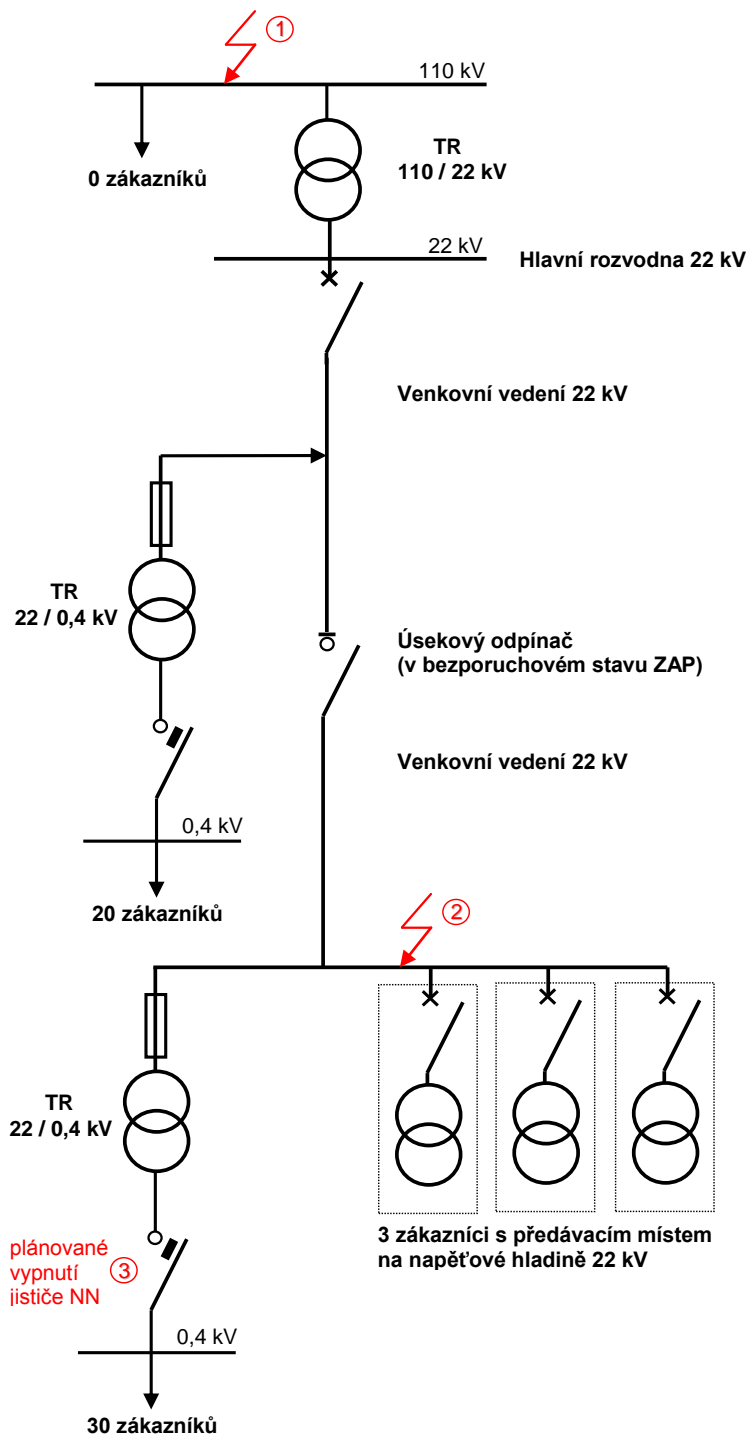 ①
110 kV
TR
110 / 22 kV
0 zákazníků
22 kV
Hlavní rozvodna 22 kV
Venkovní vedení 22 kV
TR
22 / 0,4 kV
Úsekový odpínač
(v bezporuchovém stavu ZAP)
Venkovní vedení 22 kV
0,4 kV
20 zákazníků
②
TR
22 / 0,4 kV
3 zákazníci s předávacím místem
na napěťové hladině 22 kV
plánované
vypnutí ③
jističe NN
0,4 kV
30 zákazníků